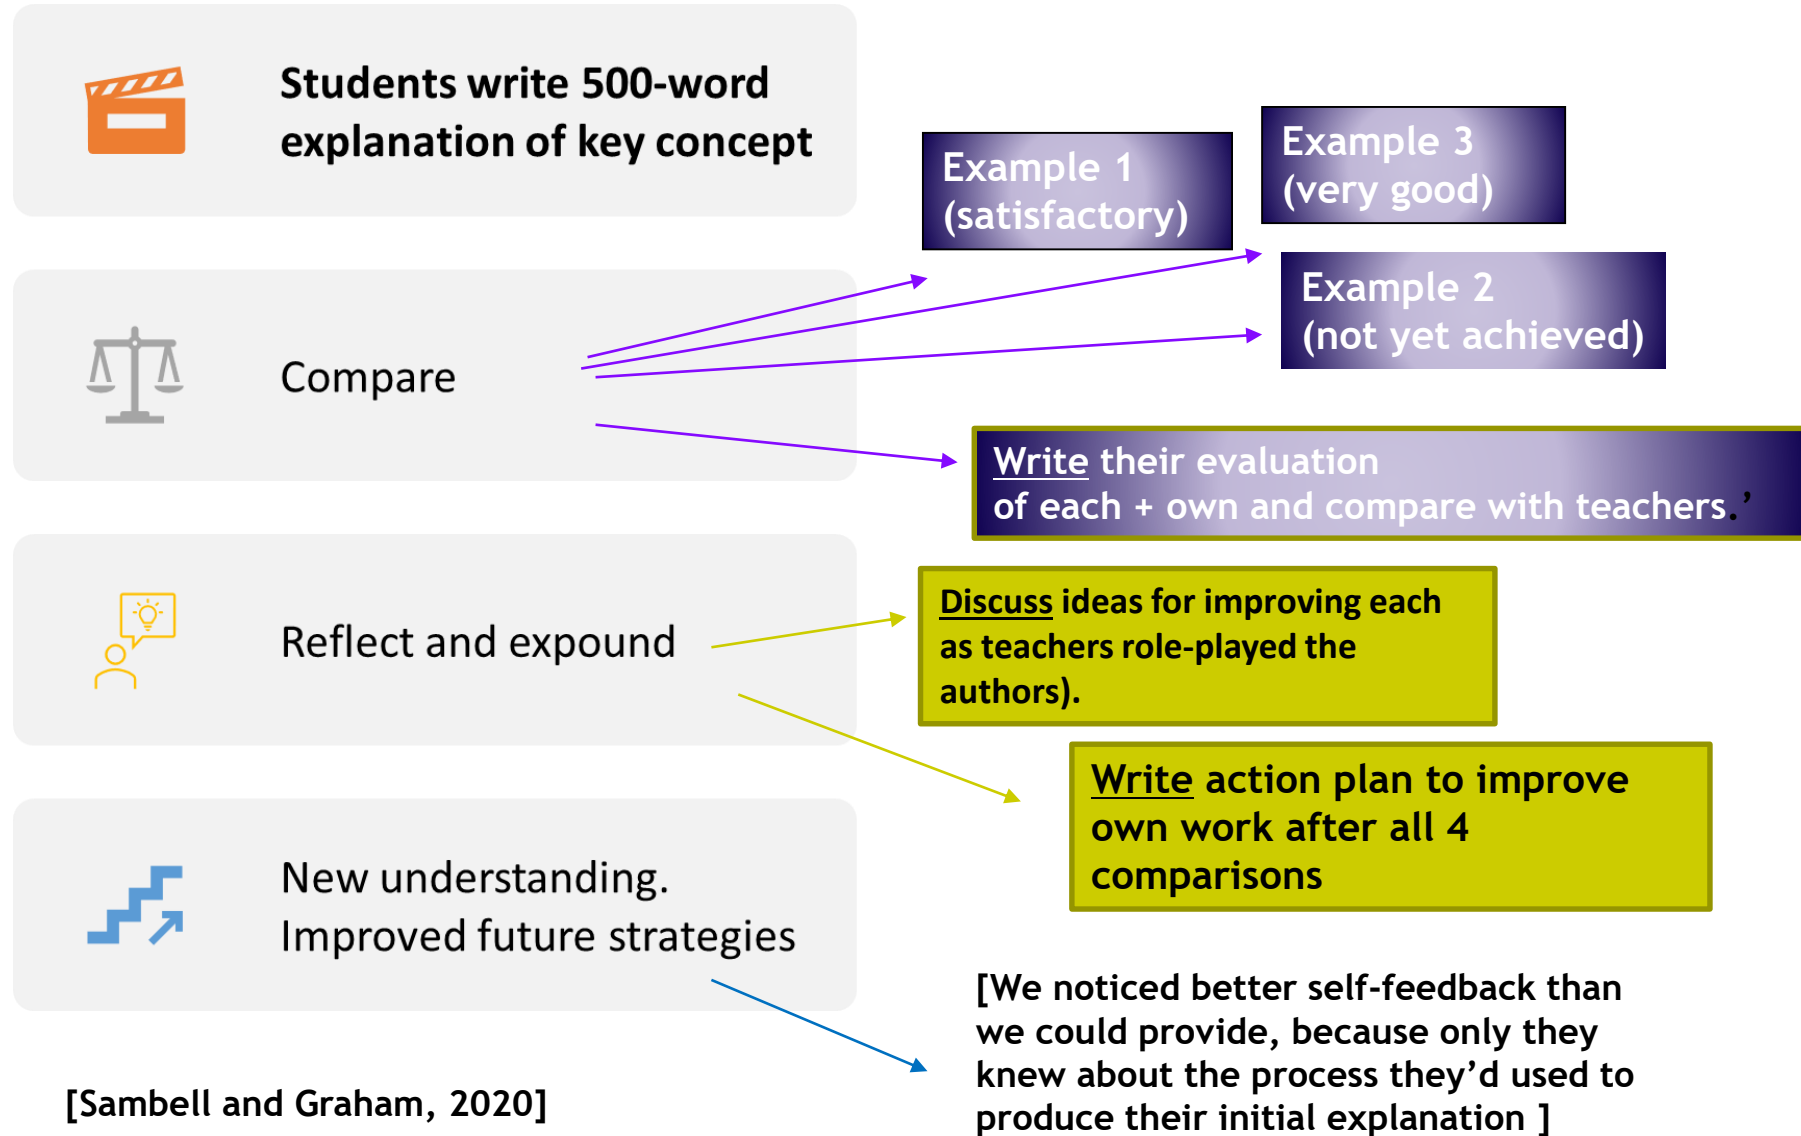 Students write 500-word
explanation of key concept
Example 1
(satisfactory)
Example 3
(very good)
Example 2
(not yet achieved)
Compare
Write their evaluation
of each + own and compare with teachers.’
Reflect and expound
Discuss ideas for improving each
as teachers role-played the
authors).
Write action plan to improve
own work after all 4
comparisons
New understanding.
Improved future strategies
[We noticed better self-feedback than
we could provide, because only they
knew about the process they’d used to
produce their initial explanation ]
[Sambell and Graham, 2020]